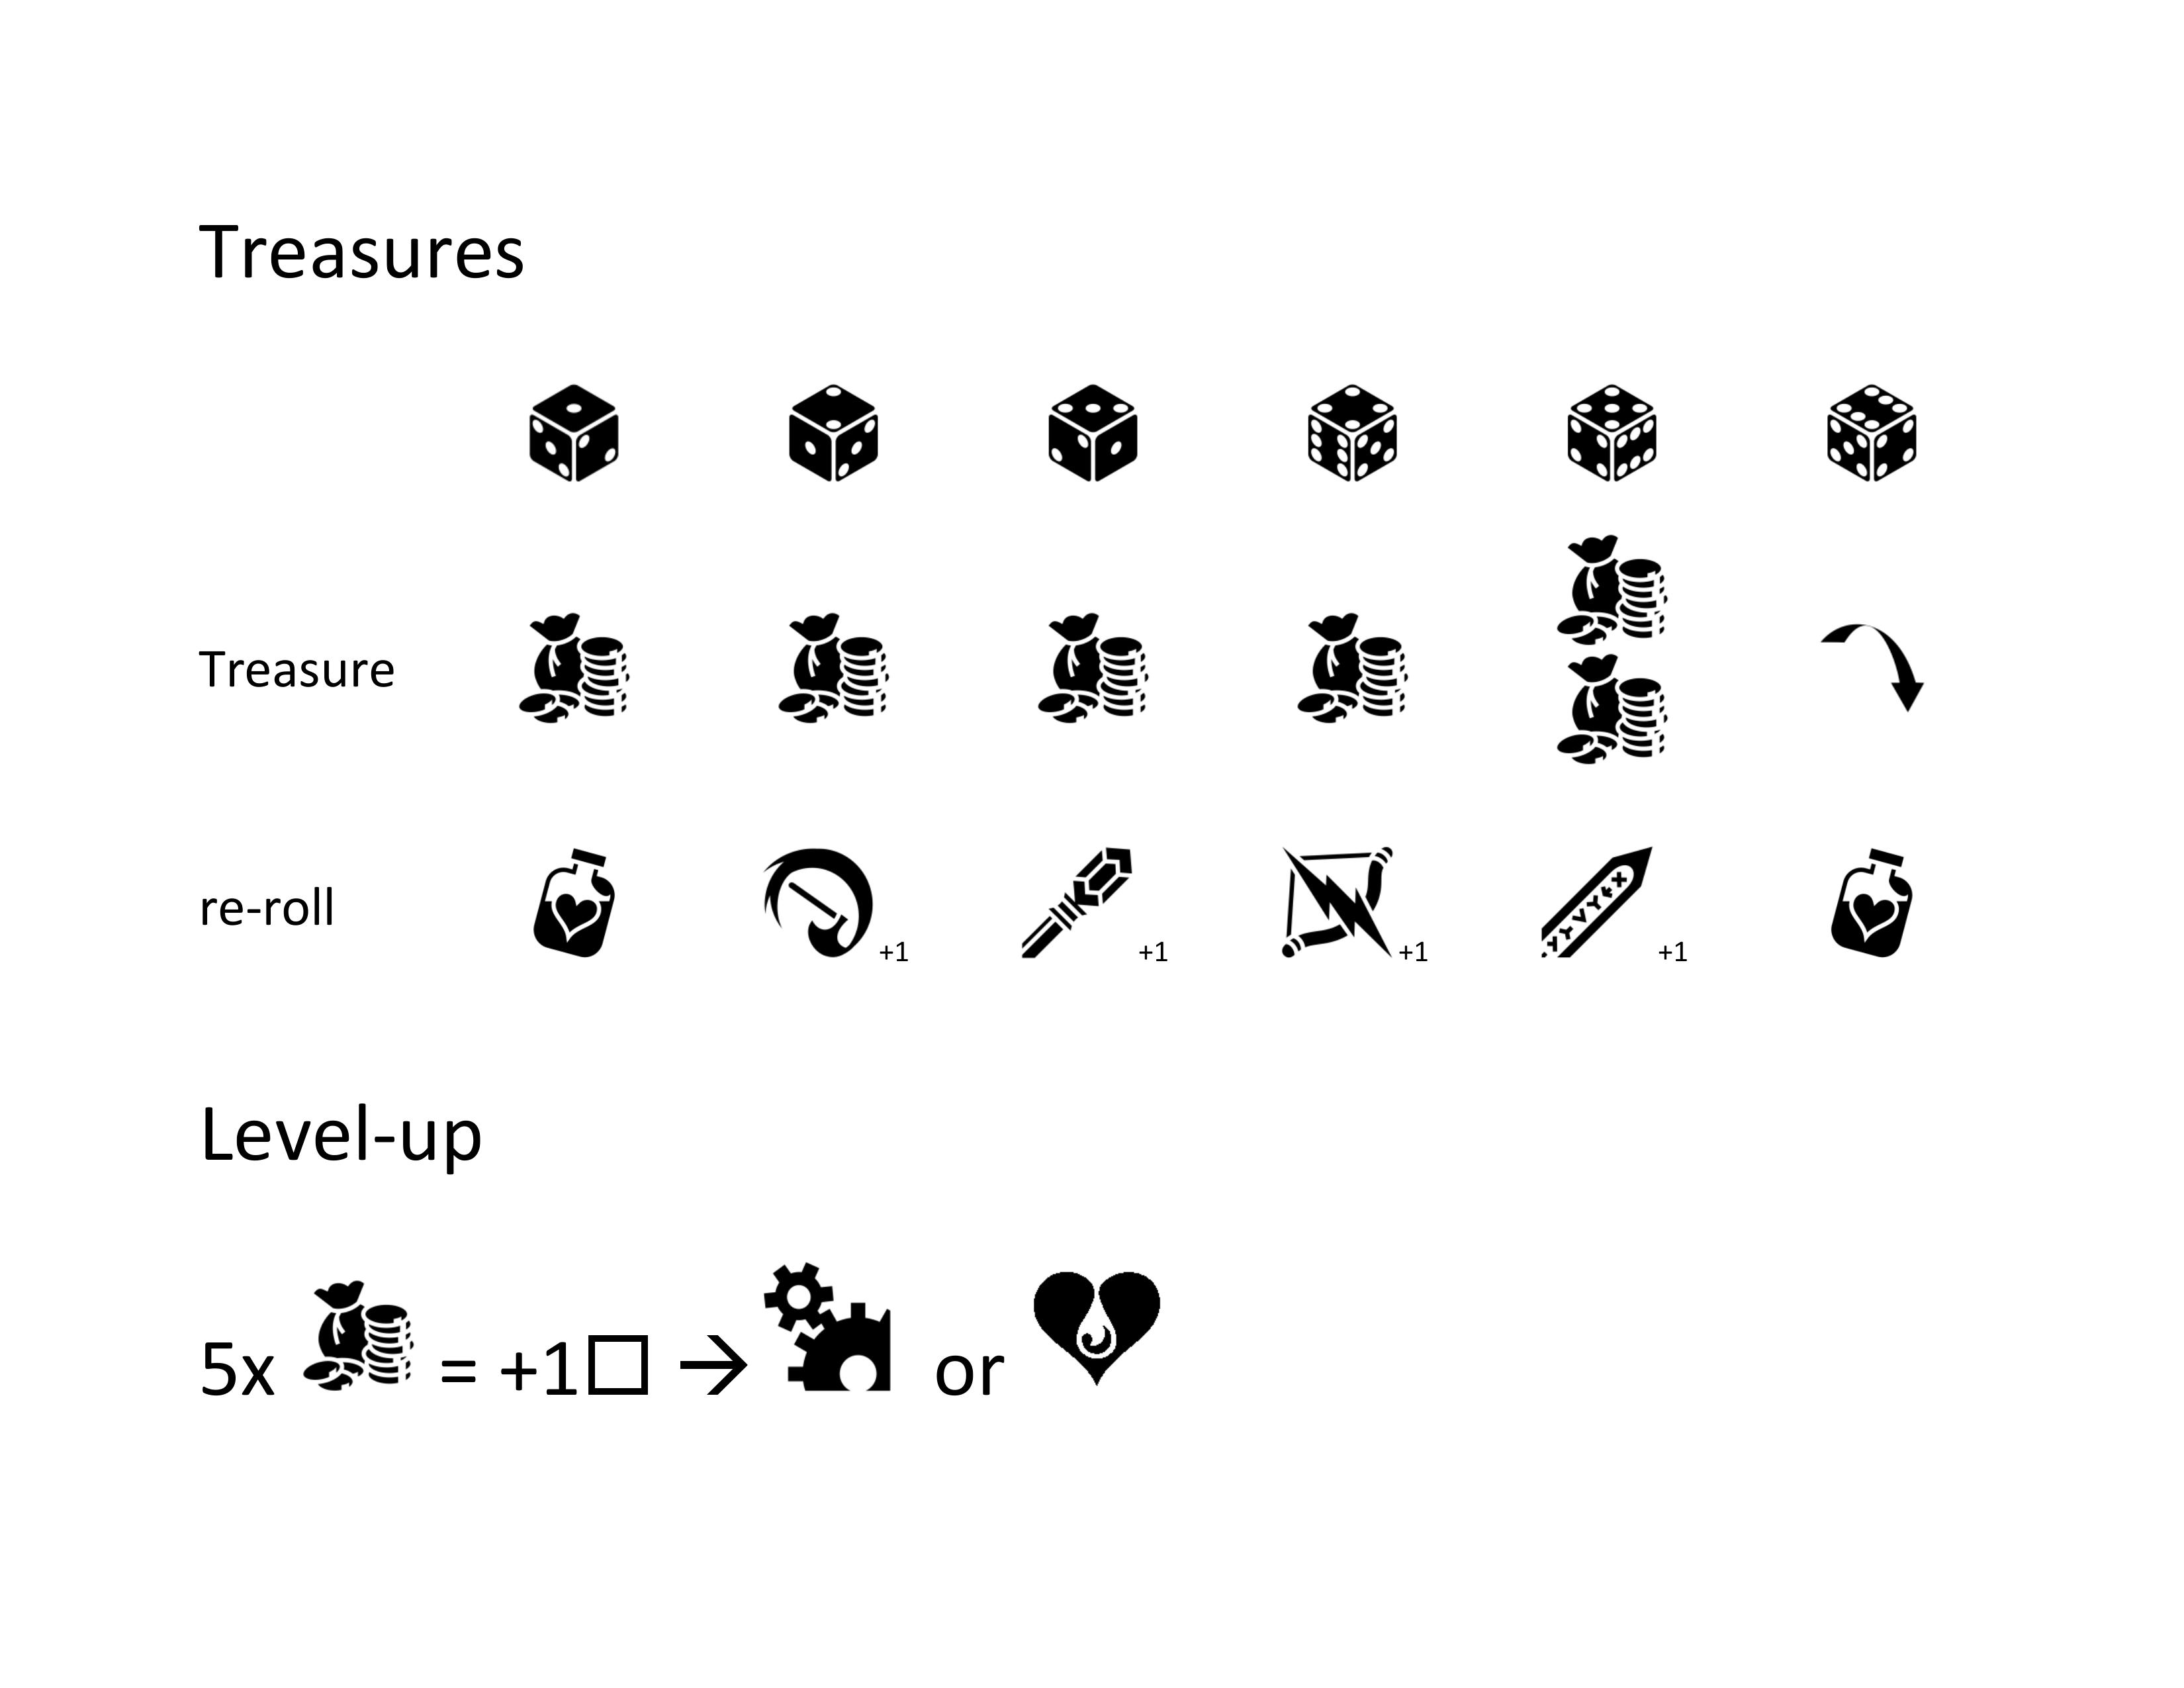 Treasures
Treasure
re-roll
+1 +1 +1 +1
Level-up
5x = +1□ → or